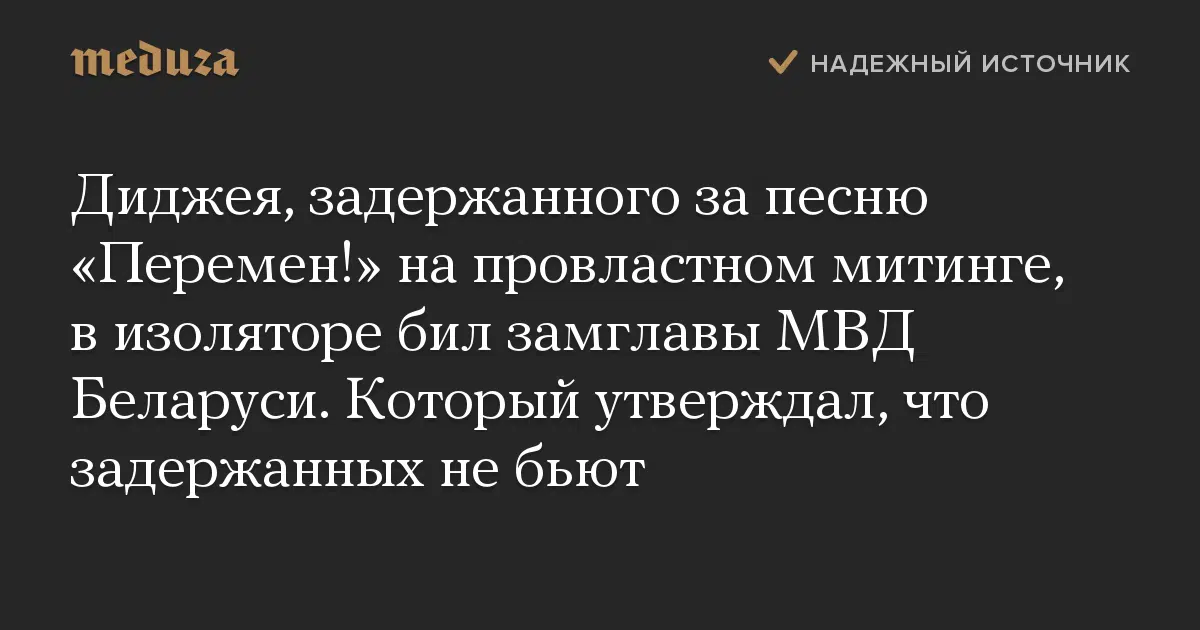 meduza
НАДЕЖНЫЙ ИСТОЧНИК
Диджея, задержанного за песню
«Перемен!» на провластном митинге,
в изоляторе бил замглавы МВД
Беларуси. Который утверждал, что
задержанных не бьют